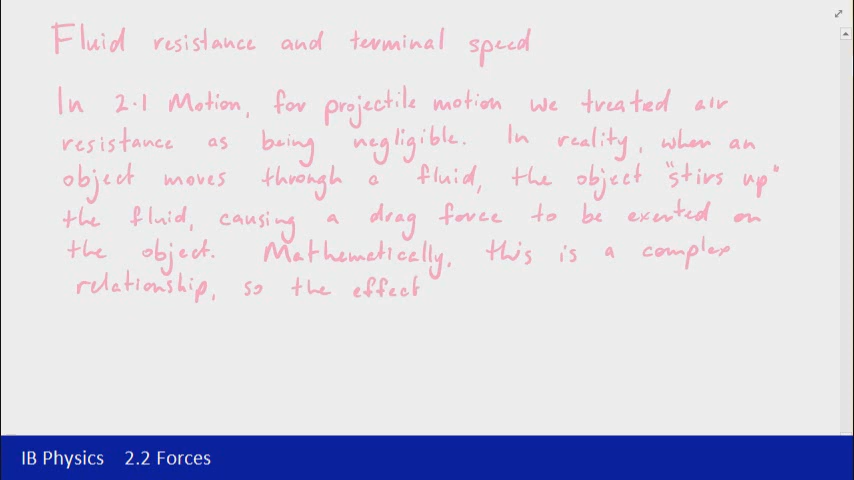 Fluid resistance and terminal speed
In 2.1 Motion, for projectile motion we treated air
resistance as being negligible. In reality, when an
object moves through a fluid, the object "stirs up"
the fluid, causing a drag force to be exerted on
the object. Mathematically, this is a complex
relationship, so the effect
IB Physics 2.2 Forces